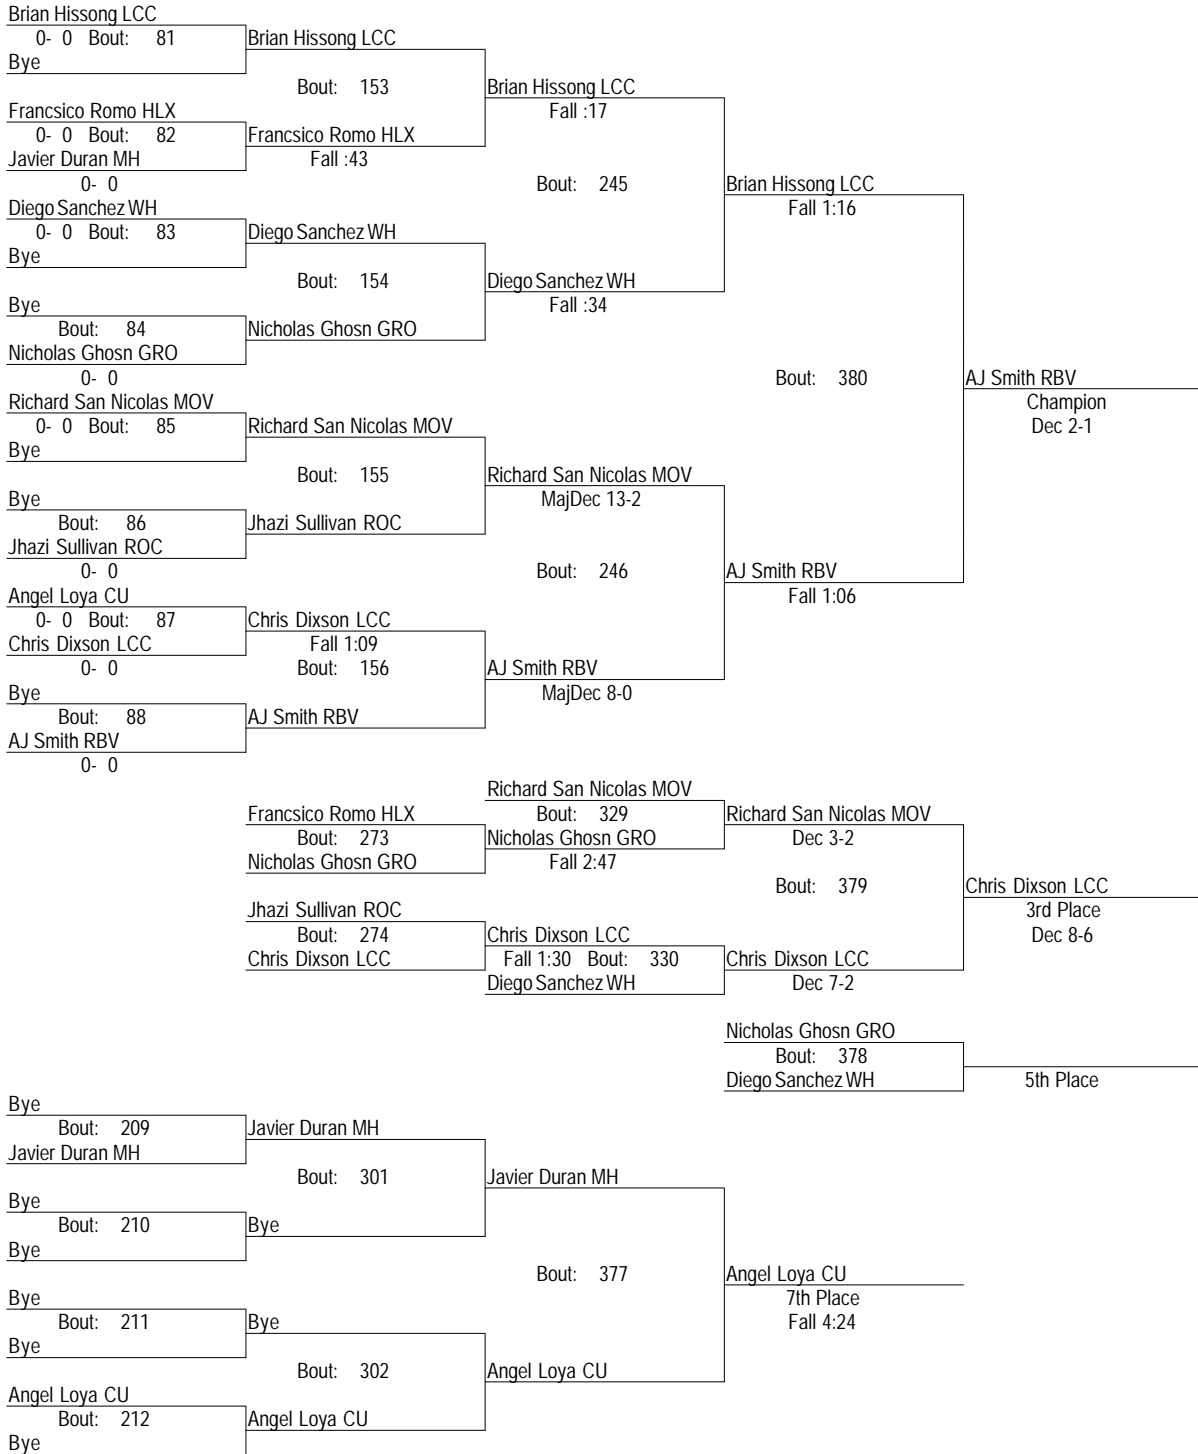 Brian Hissong LCC
0- 0 Bout: 81
Brian Hissong LCC
Bye
Bout: 153
Brian Hissong LCC
Fall :17
Francsico Romo HLX
0- 0 Bout: 82
Francsico Romo HLX
Javier Duran MH
Fall :43
0- 0
Bout: 245
Brian Hissong LCC
Fall 1:16
Diego Sanchez WH
0- 0 Bout: 83
Diego Sanchez WH
Bye
Bout: 154
Diego Sanchez WH
Fall :34
Bye
Bout: 84
Nicholas Ghosn GRO
Nicholas Ghosn GRO
0- 0
Bout: 380
AJ Smith RBV
Champion
Dec 2-1
Richard San Nicolas MOV
0- 0 Bout: 85
Richard San Nicolas MOV
Bye
Bout: 155
Richard San Nicolas MOV
MajDec 13-2
Bye
Bout: 86
Jhazi Sullivan ROC
Jhazi Sullivan ROC
0- 0
Bout: 246
AJ Smith RBV
Fall 1:06
Angel Loya CU
0- 0 Bout: 87
Chris Dixson LCC
Chris Dixson LCC
Fall 1:09
0- 0
Bout: 156
AJ Smith RBV
MajDec 8-0
Bye
Bout: 88
AJ Smith RBV
AJ Smith RBV
0- 0
Richard San Nicolas MOV
Francsico Romo HLX
Bout: 329
Richard San Nicolas MOV
Bout: 273
Nicholas Ghosn GRO
Dec 3-2
Nicholas Ghosn GRO
Fall 2:47
Bout: 379
Chris Dixson LCC
3rd Place
Dec 8-6
Jhazi Sullivan ROC
Bout: 274
Chris Dixson LCC
Chris Dixson LCC
Fall 1:30 Bout: 330
Chris Dixson LCC
Diego Sanchez WH
Dec 7-2
Nicholas Ghosn GRO
Bout: 378
Diego Sanchez WH
5th Place
Bye
Bout: 209
Javier Duran MH
Javier Duran MH
Bout: 301
Javier Duran MH
Bye
Bout: 210
Bye
Bye
Bout: 377
Angel Loya CU
7th Place
Fall 4:24
Bye
Bout: 211
Bye
Bye
Bout: 302
Angel Loya CU
Angel Loya CU
Bout: 212
Angel Loya CU
Bye